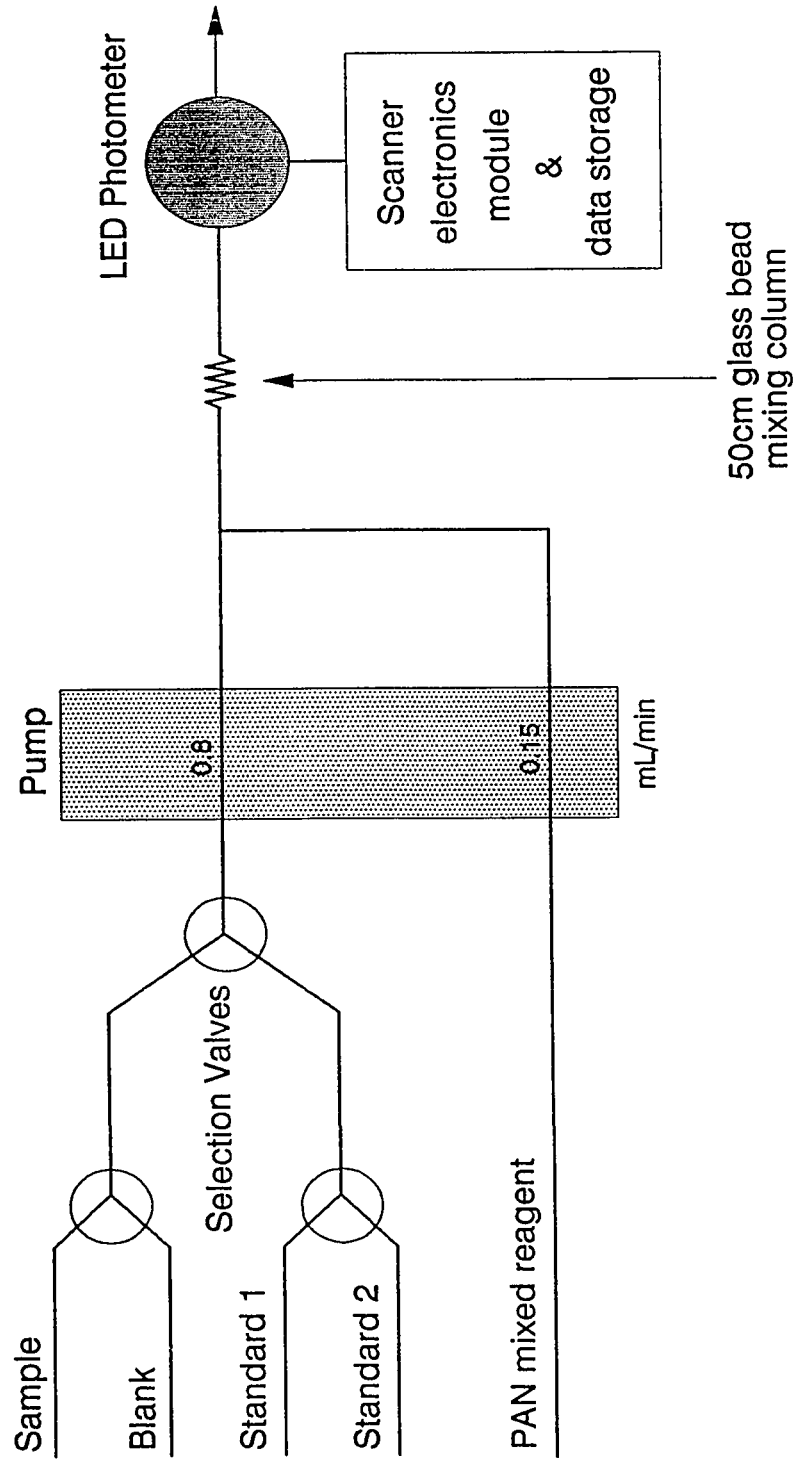 Sample
Blank
Standard 1
Standard 2
PAN mixed reagent
Selection Valves
Pump
0.8
0.15
mL/min
50cm glass bead
mixing column
LED Photometer
Scanner
electronics
module
&
data storage